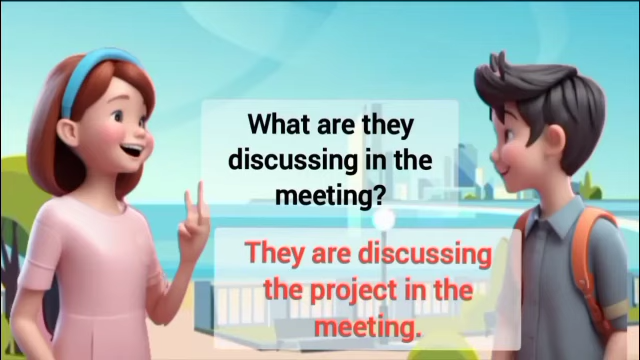 What are they
discussing in the
meeting?
They are discussing
the project in the
meeting.